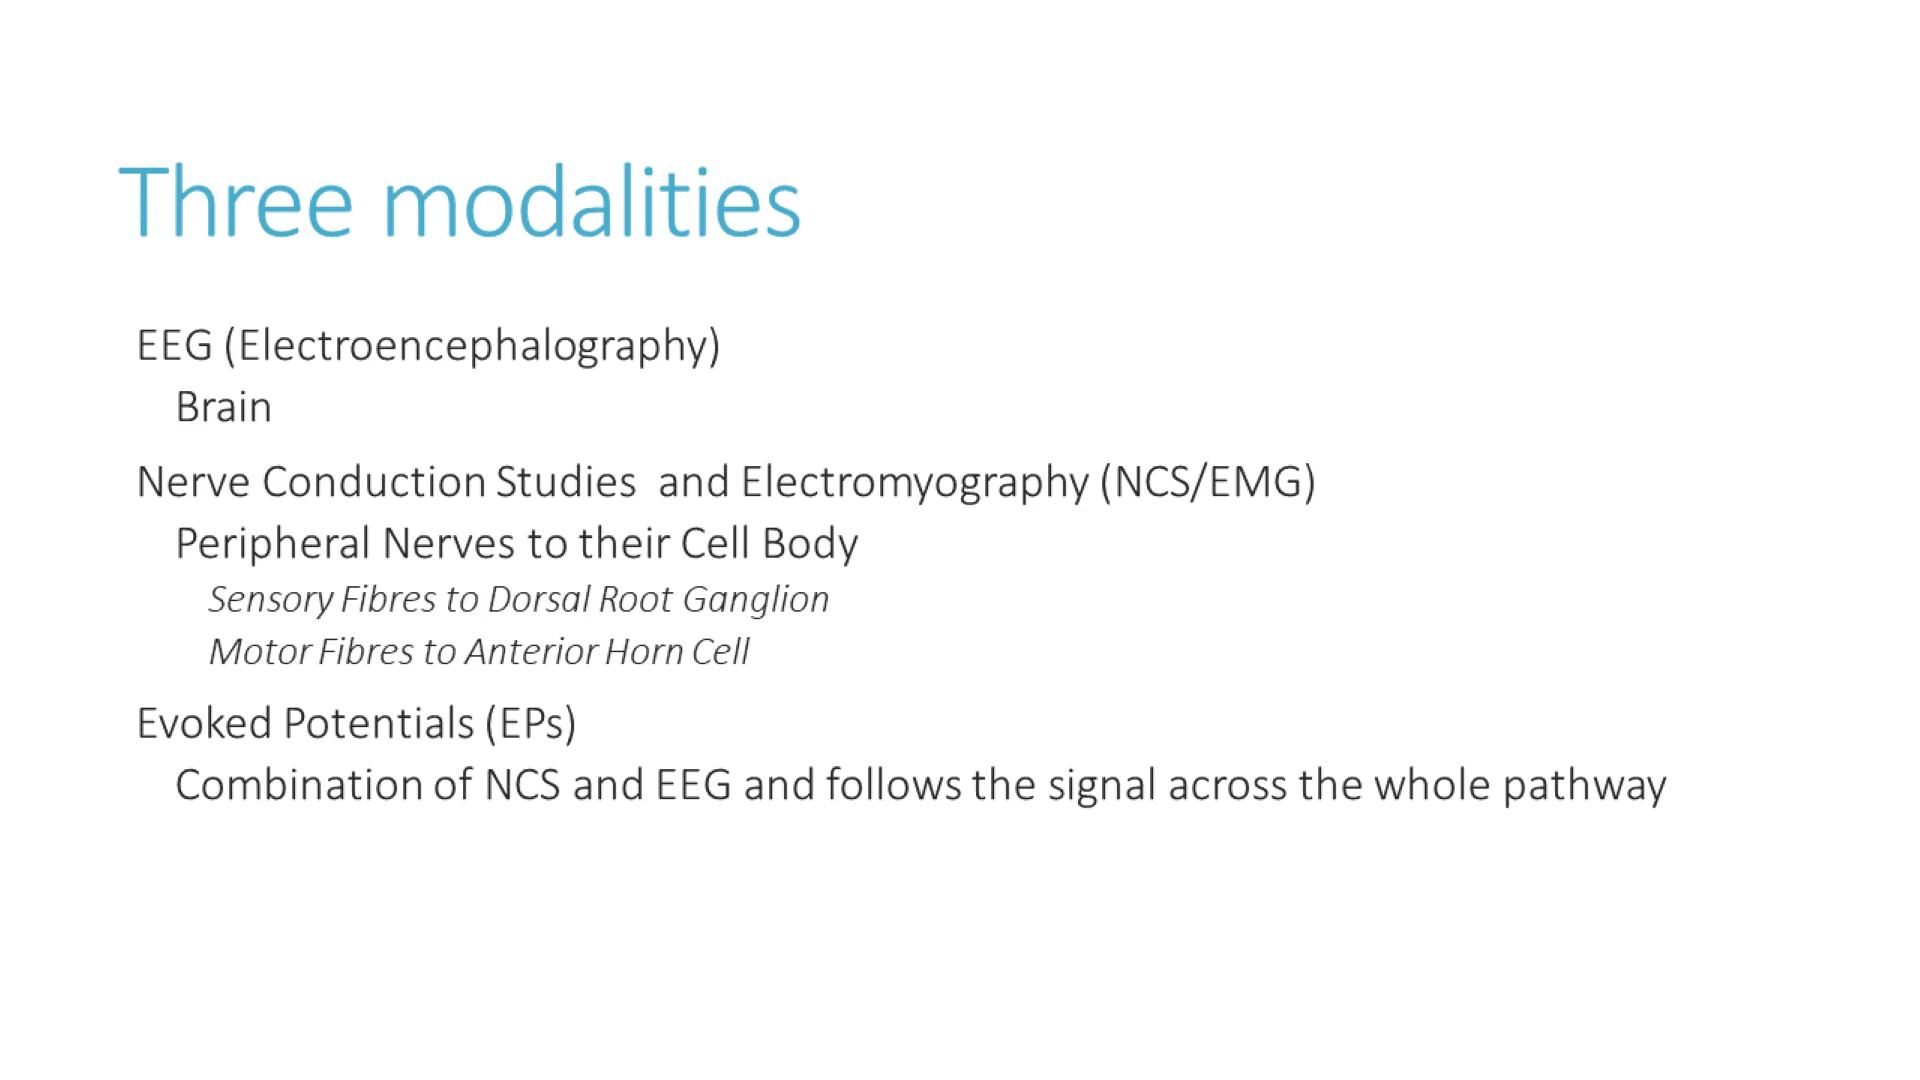 Three modalities
EEG (Electroencephalography)
Brain
Nerve Conduction Studies  and Electromyography (NCS/EMG)
Peripheral Nerves to their Cell Body
Sensory Fibres to Dorsal Root Ganglion
Motor Fibres to Anterior Horn Cell
Evoked Potentials (EPs)
Combination of NCS and EEG and follows the signal across the whole pathway